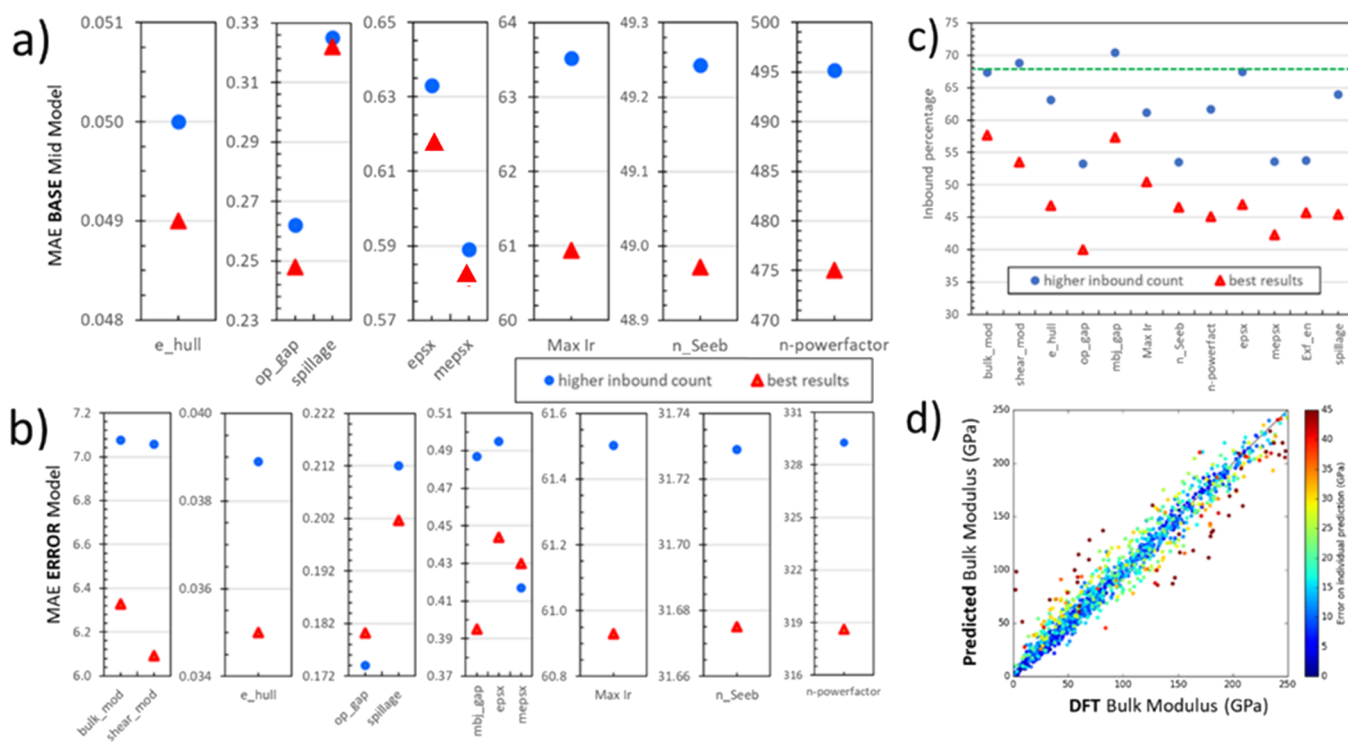 a)
MAE BASE Mid Model
0.051
0.050
0.049
0.048
e_hull
0.33
0.31
0.29
0.27
0.25
0.23
op_gap
spillage
0.65
0.63
0.61
0.59
0.57
epsx
mepsx
64
63
62
61
60
Max Ir
49.3
49.2
49.1
49.0
48.9
n_Seeb
500
495
490
485
480
475
470
n-powerfactor
higher inbound count
best results
b)
MAE ERROR Model
7.2
7.0
6.8
6.6
6.4
6.2
6.0
bulk_mod
shear_mod
0.040
0.038
0.036
0.034
e_hull
0.222
0.212
0.202
0.192
0.182
0.172
op_gap
spillage
0.51
0.49
0.47
0.45
0.43
0.41
0.39
0.37
mbj_gap
epsx
mepsx
61.6
61.4
61.2
61.0
60.8
Max Ir
31.74
31.72
31.70
31.68
31.66
n_Seeb
331
328
325
322
319
316
n-powerfactor
c)
Inbound percentage
75
70
65
60
55
50
45
40
35
30
higher inbound count
best results
bulk_mod
shear_mod
e_hull
op_gap
mbj_gap
Max Ir
n_Seeb
n-powerfact
epsx
mepsx
Exf_en
spillage
d)
Predicted Bulk Modulus (GPa)
250
200
150
100
50
0
0
50
100
150
200
250
DFT Bulk Modulus (GPa)
45
40
35
30
25
20
15
10
5
0
Error on individual prediction (GPa)